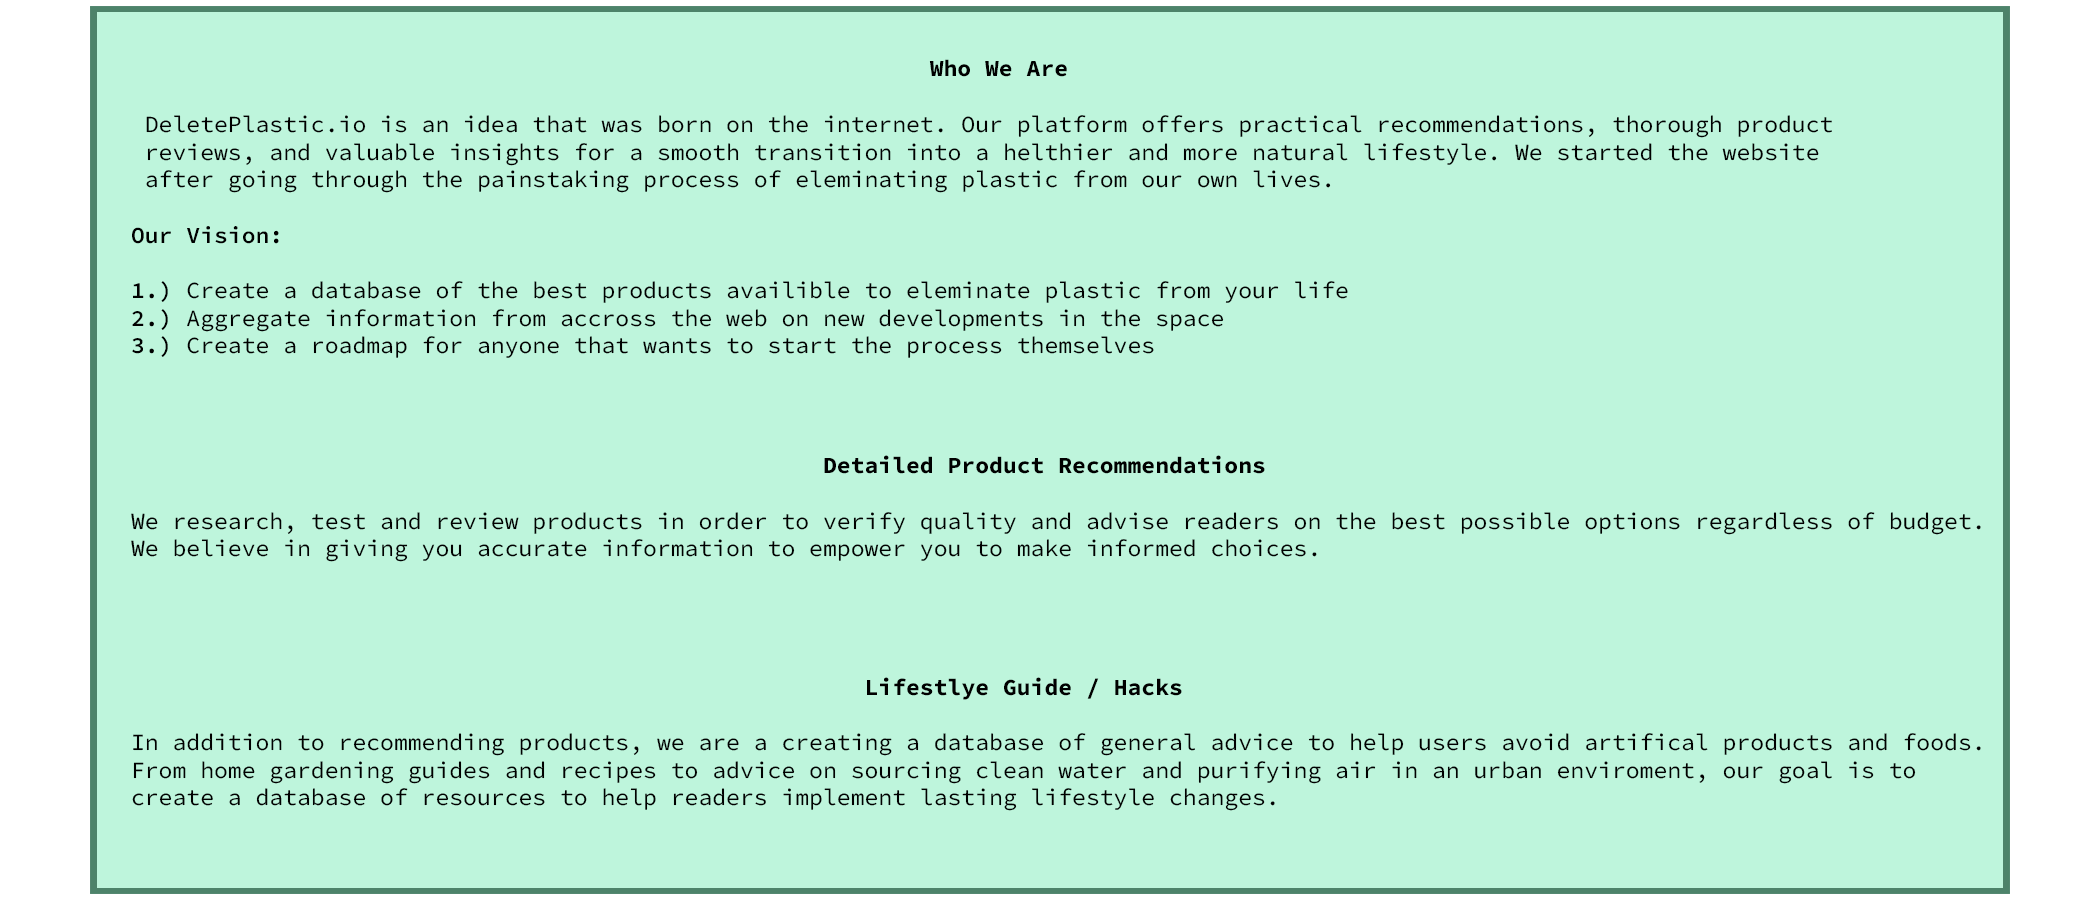 Who We Are
DeletePlastic.io is an idea that was born on the internet. Our platform offers practical recommendations, thorough product
reviews, and valuable insights for a smooth transition into a helthier and more natural lifestyle. We started the website
after going through the painstaking process of eleminating plastic from our own lives.
Our Vision:
1.) Create a database of the best products availible to eleminate plastic from your life
2.) Aggregate information from accross the web on new developments in the space
3.) Create a roadmap for anyone that wants to start the process themselves
Detailed Product Recommendations
We research, test and review products in order to verify quality and advise readers on the best possible options regardless of budget.
We believe in giving you accurate information to empower you to make informed choices.
Lifestlye Guide / Hacks
In addition to recommending products, we are a creating a database of general advice to help users avoid artifical products and foods.
From home gardening guides and recipes to advice on sourcing clean water and purifying air in an urban enviroment, our goal is to
create a database of resources to help readers implement lasting lifestyle changes.